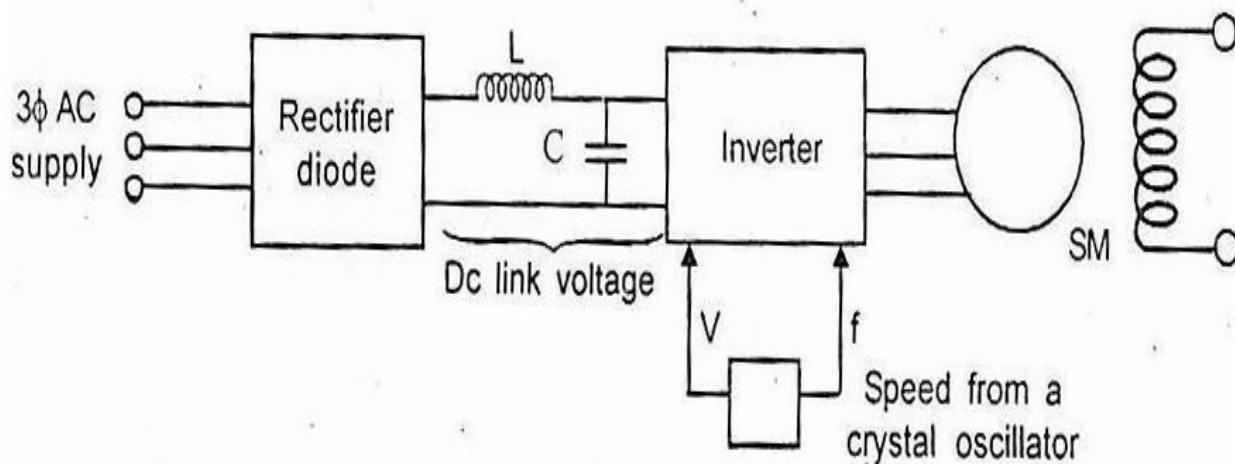 3ϕ AC
supply
Rectifier
diode
L
C
Dc link voltage
Inverter
SM
V
f
Speed from a
crystal oscillator